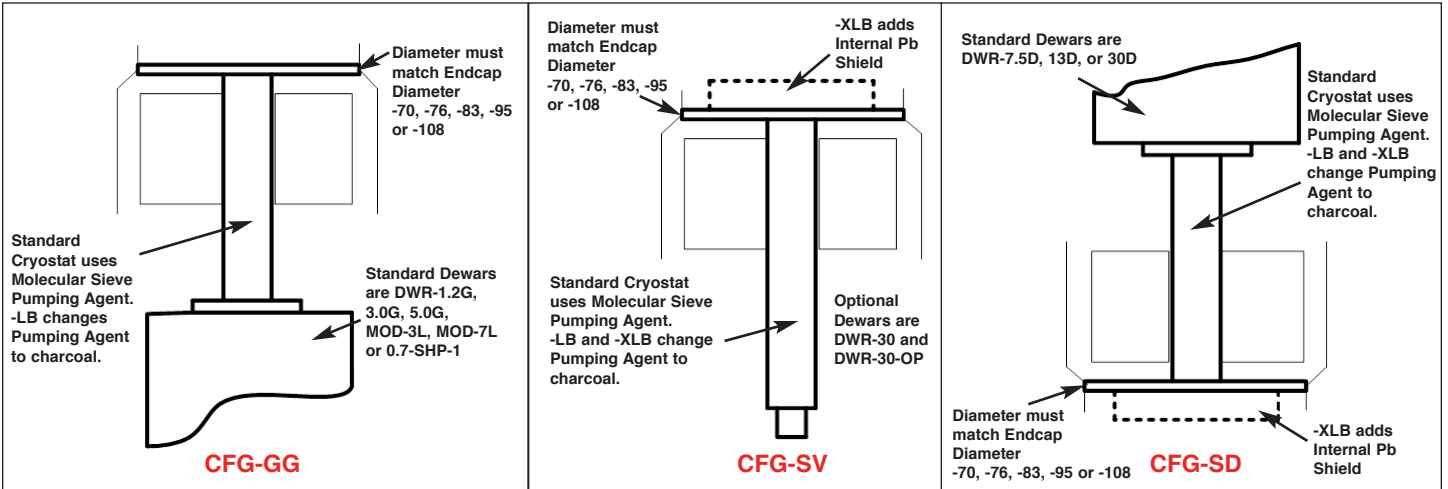 Diameter must
match Endcap
Diameter
-70, -76, -83, -95
or -108
Standard
Cryostat uses
Molecular Sieve
Pumping Agent.
-LB changes
Pumping Agent
to charcoal.
Standard Dewars
are DWR-1.2G,
3.0G, 5.0G,
MOD-3L, MOD-7L
or 0.7-SHP-1
CFG-GG
Diameter must
match Endcap
Diameter
-70, -76, -83, -95
or -108
-XLB adds
Internal Pb
Shield
Standard Cryostat
uses Molecular Sieve
Pumping Agent.
-LB and -XLB change
Pumping Agent to
charcoal.
Optional
Dewars are
DWR-30 and
DWR-30-OP
CFG-SV
Standard Dewars are
DWR-7.5D, 13D, or 30D
Standard
Cryostat uses
Molecular Sieve
Pumping Agent.
-LB and -XLB
change Pumping
Agent to
charcoal.
Diameter must
match Endcap
Diameter
-70, -76, -83, -95 or -108
-XLB adds
Internal Pb
Shield
CFG-SD